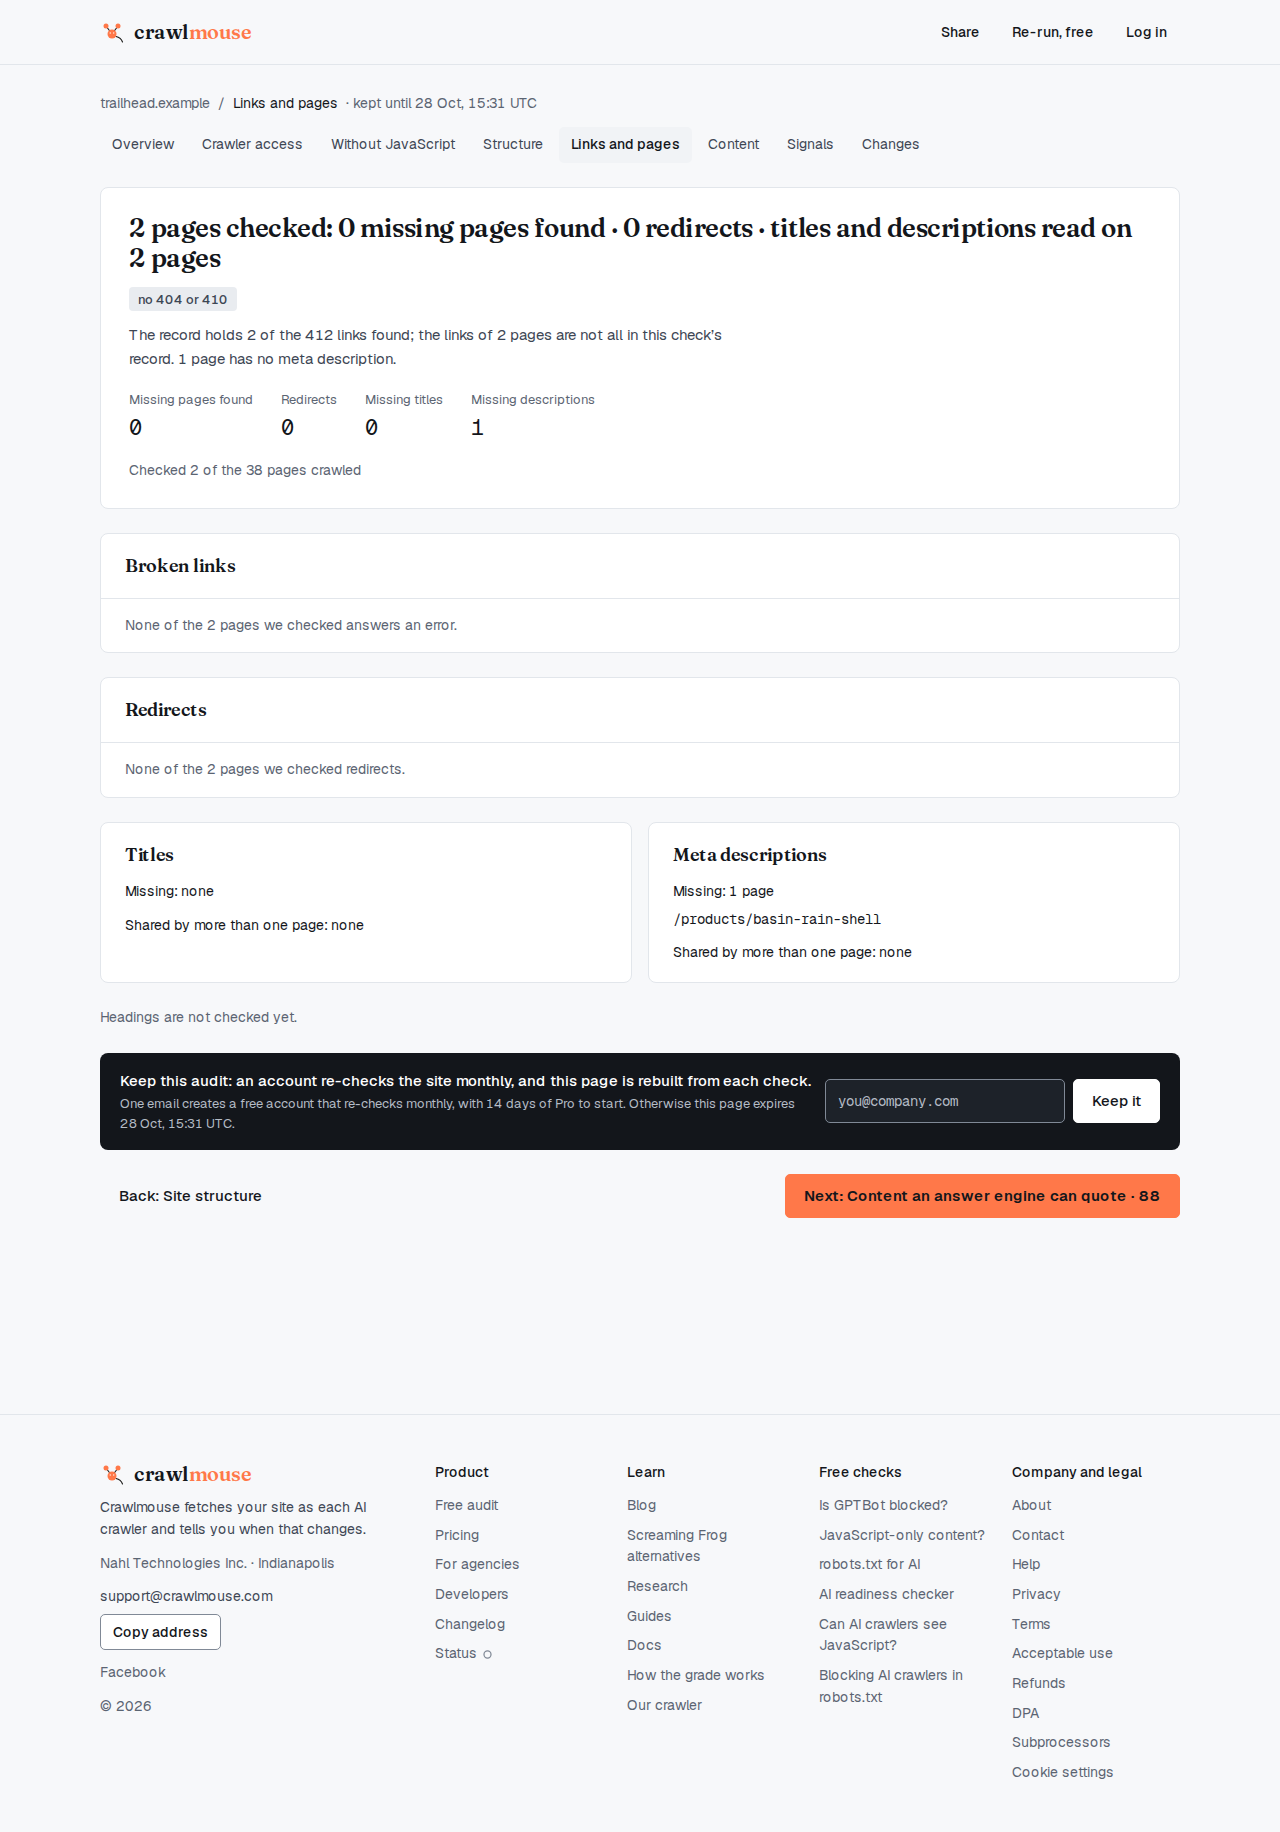 crawlmouse
Share Re-run, free Log in
trailhead.example / Links and pages · kept until 28 Oct, 15:31 UTC
Overview Crawler access Without JavaScript Structure Links and pages Content Signals Changes
2 pages checked: 0 missing pages found · 0 redirects · titles and descriptions read on
2 pages
no 404 or 410
The record holds 2 of the 412 links found; the links of 2 pages are not all in this check's
record. 1 page has no meta description.
Missing pages found Redirects Missing titles Missing descriptions
0 0 0 1
Checked 2 of the 38 pages crawled
Broken links
None of the 2 pages we checked answers an error.
Redirects
None of the 2 pages we checked redirects.
Titles
Missing: none
Shared by more than one page: none
Meta descriptions
Missing: 1 page
/products/basin-rain-shell
Shared by more than one page: none
Headings are not checked yet.
Keep this audit: an account re-checks the site monthly, and this page is rebuilt from each check.
One email creates a free account that re-checks monthly, with 14 days of Pro to start. Otherwise this page expires
28 Oct, 15:31 UTC.
you@company.com
Keep it
Back: Site structure
Next: Content an answer engine can quote · 88
crawlmouse
Crawlmouse fetches your site as each AI
crawler and tells you when that changes.
Nahl Technologies Inc. · Indianapolis
support@crawlmouse.com
Copy address
Facebook
© 2026
Product
Free audit
Pricing
For agencies
Developers
Changelog
Status
Learn
Blog
Screaming Frog
alternatives
Research
Guides
Docs
How the grade works
Our crawler
Free checks
Is GPTBot blocked?
JavaScript-only content?
robots.txt for AI
AI readiness checker
Can AI crawlers see
JavaScript?
Blocking AI crawlers in
robots.txt
Company and legal
About
Contact
Help
Privacy
Terms
Acceptable use
Refunds
DPA
Subprocessors
Cookie settings